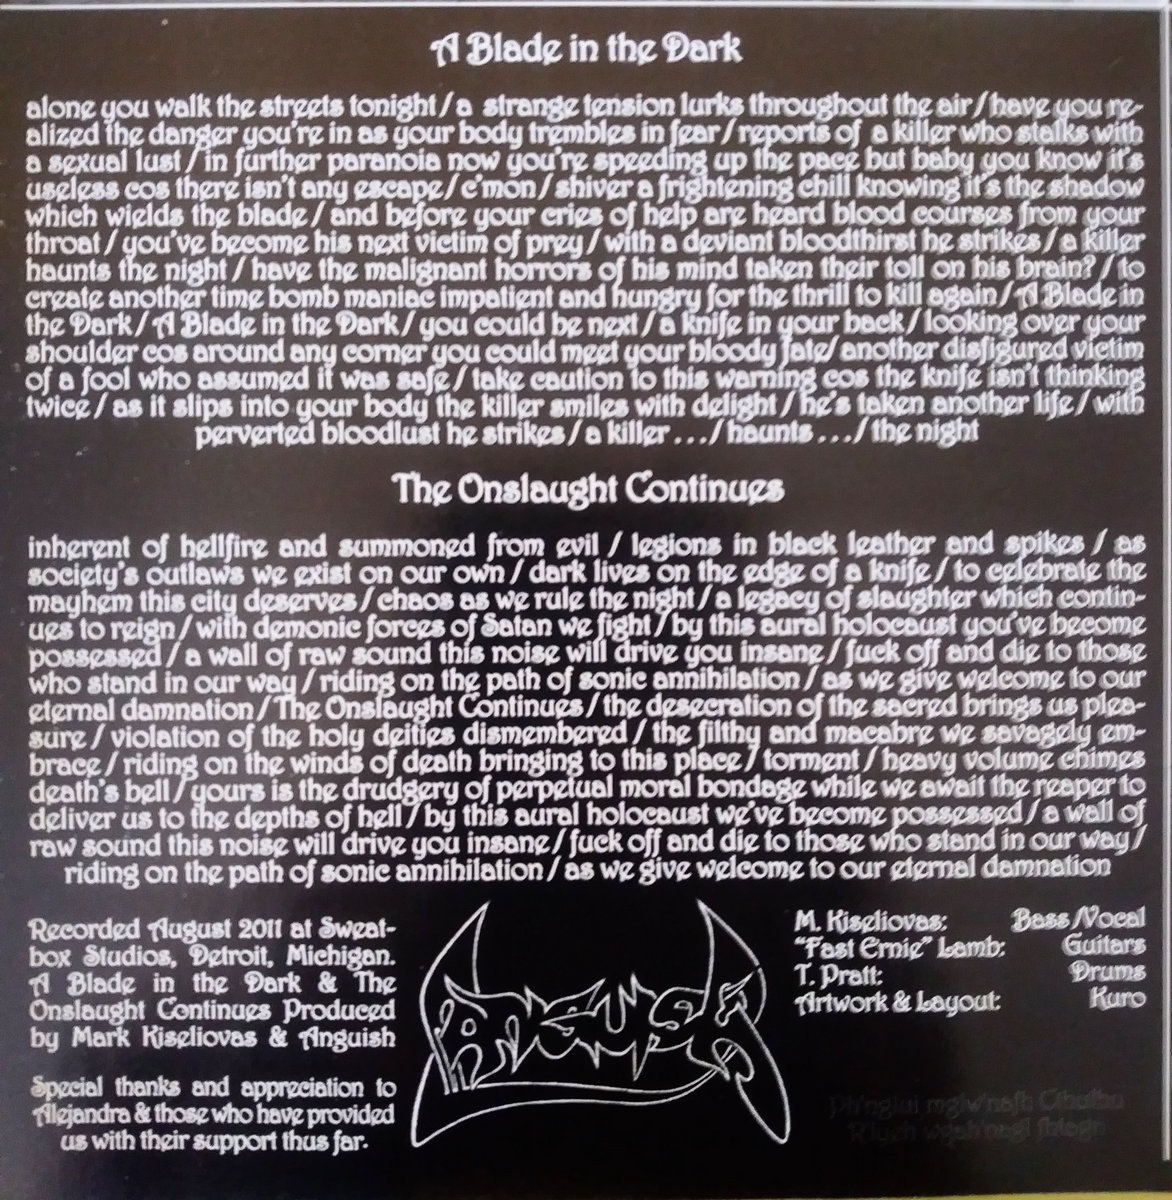 A Blade in the Dark
alone you walk the streets tonight / a strange tension lurks throughout the air / have you re-
alized the danger you're in as your body trembles in fear / reports of a killer who stalks with
a sexual lust / in further paranoia now you're speeding up the pace but baby you know it's
useless cos there isn't any escape / c'mon / shiver a frightening chill knowing it's the shadow
which wields the blade / and before your cries of help are heard blood courses from your
throat / you've become his next victim of prey / with a deviant bloodthirst he strikes / a killer
haunts the night / have the malignant horrors of his mind taken their toll on his brain? / to
create another time bomb maniac impatient and hungry for the thrill to kill again / A Blade in
the Dark / A Blade in the Dark / you could be next / a knife in your back / looking over your
shoulder cos around any corner you could meet your bloody fate/ another disfigured victim
of a fool who assumed it was safe / take caution to this warning cos the knife isn't thinking
twice / as it slips into your body the killer smiles with delight / he's taken another life / with
perverted bloodlust he strikes / a killer . . . / haunts . . . / the night
The Onslaught Continues
inherent of hellfire and summoned from evil / legions in black leather and spikes / as
society's outlaws we exist on our own / dark lives on the edge of a knife / to celebrate the
mayhem this city deserves / chaos as we rule the night / a legacy of slaughter which contin-
ues to reign / with demonic forces of Satan we fight / by this aural holocaust you've become
possessed / a wall of raw sound this noise will drive you insane / fuck off and die to those
who stand in our way / riding on the path of sonic annihilation / as we give welcome to our
eternal damnation / The Onslaught Continues / the desecration of the sacred brings us plea-
sure / violation of the holy deities dismembered / the filthy and macabre we savagely em-
brace / riding on the winds of death bringing to this place / torment / heavy volume chimes
death's bell / yours is the drudgery of perpetual moral bondage while we await the reaper to
deliver us to the depths of hell / by this aural holocaust we've become possessed / a wall of
raw sound this noise will drive you insane / fuck off and die to those who stand in our way /
riding on the path of sonic annihilation / as we give welcome to our eternal damnation
Recorded August 2011 at Sweat-
box Studios, Detroit, Michigan.
A Blade in the Dark & The
Onslaught Continues Produced
by Mark Kiseliovas & Anguish
Special thanks and appreciation to
Alejandra & those who have provided
us with their support thus far.
Anguish
M. Kiseliovas: Bass /Vocal
"Fast Ernie" Lamb: Guitars
T. Pratt: Drums
Artwork & Layout: Kuro
Ph'nglui mglw'nafh Cthulhu
R'lyeh wgah'nagl fhtagn